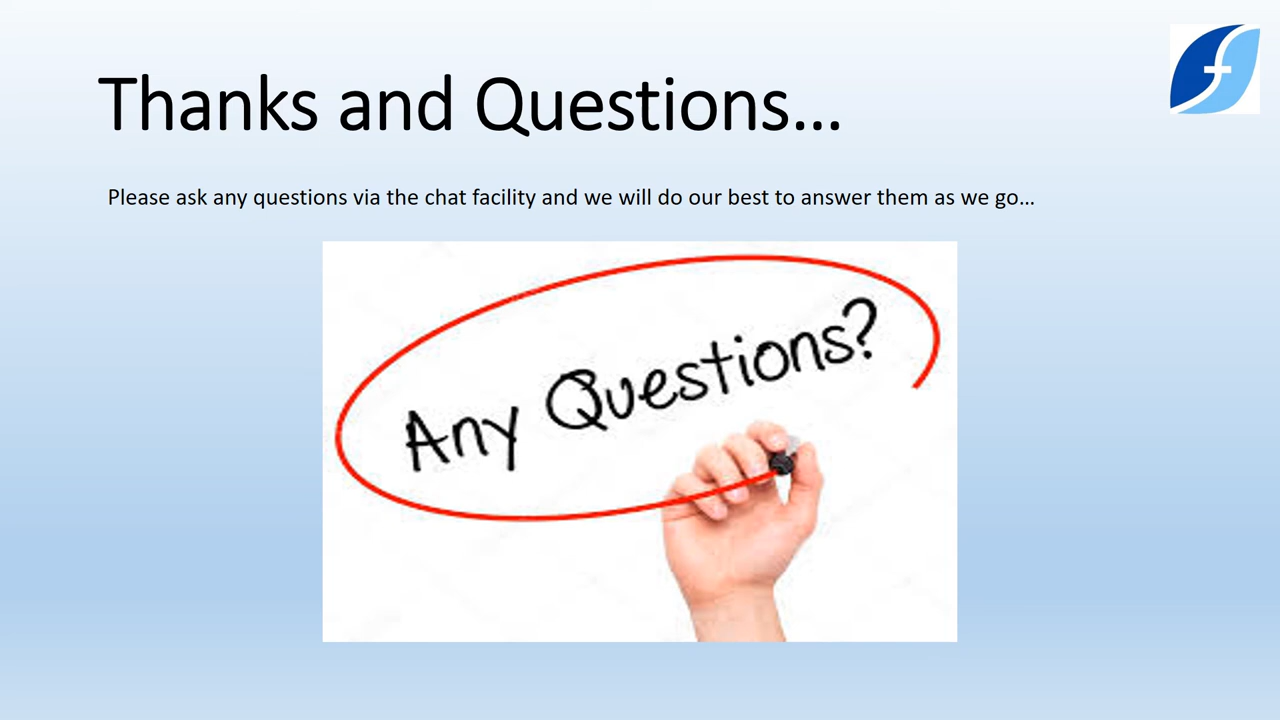 Thanks and Questions...
Please ask any questions via the chat facility and we will do our best to answer them as we go...
Any Questions?